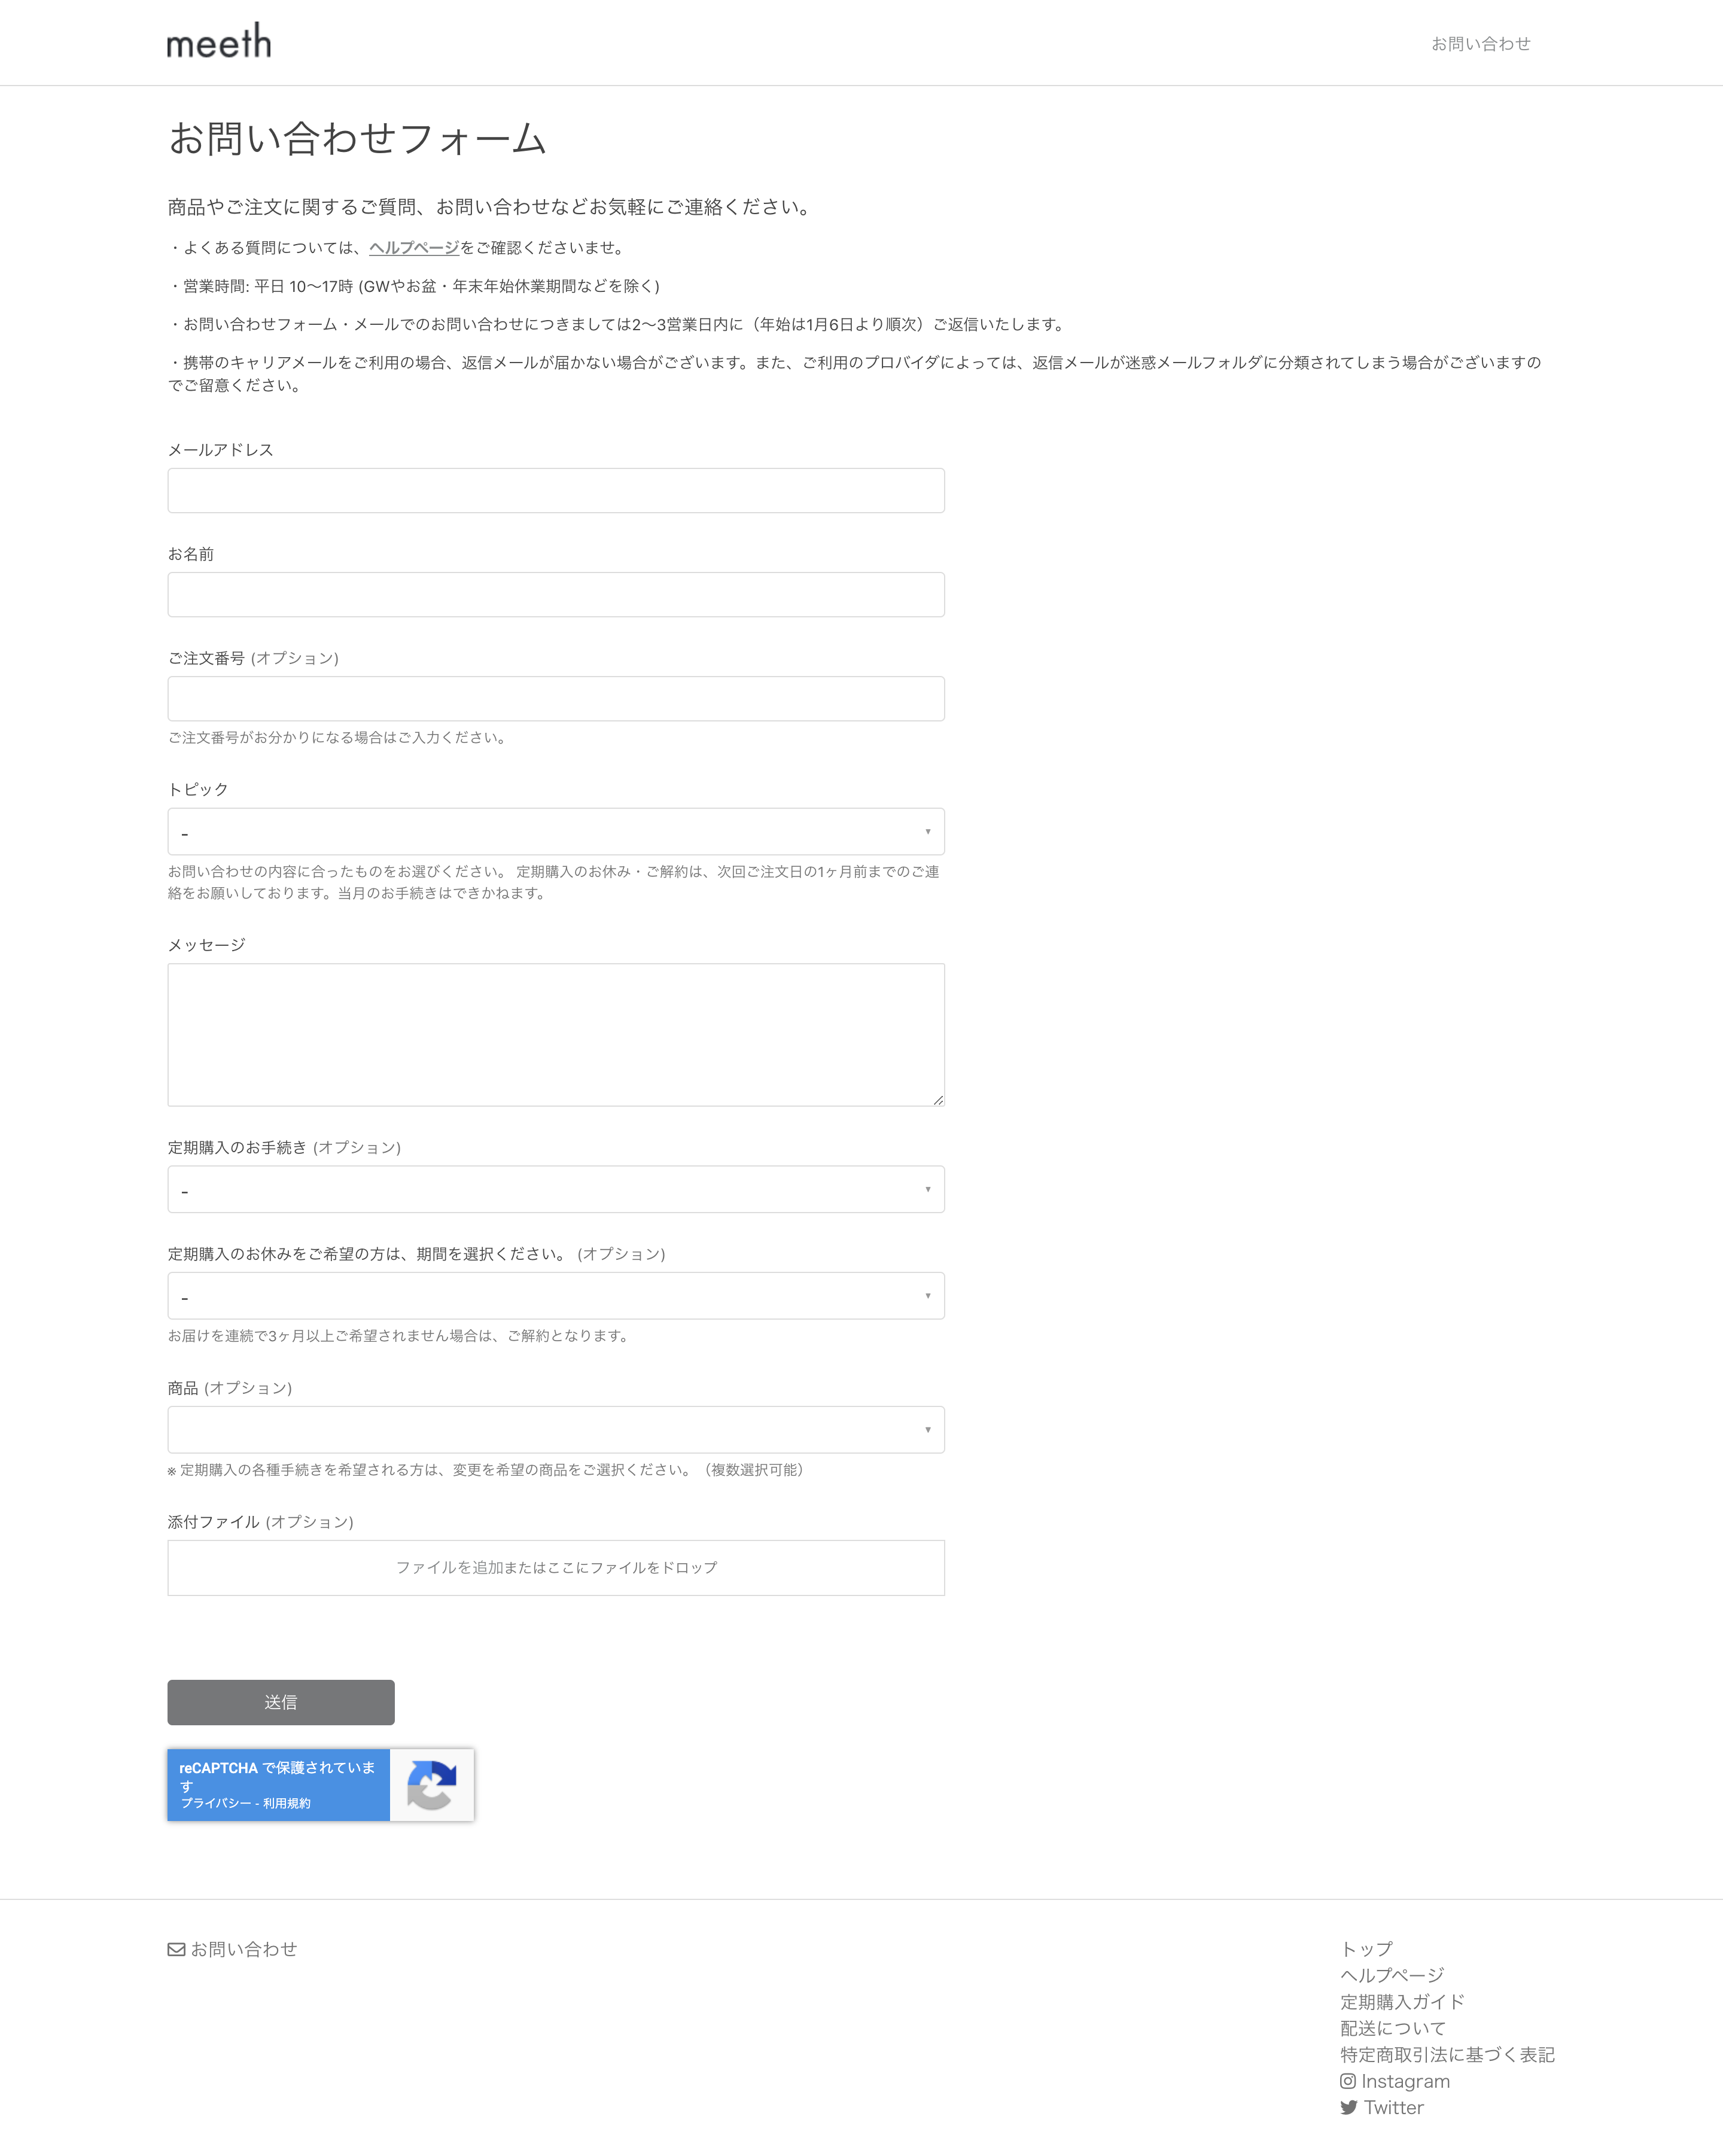 meeth
お問い合わせ
お問い合わせフォーム
商品やご注文に関するご質問、お問い合わせなどお気軽にご連絡ください。
・よくある質問については、ヘルプページをご確認くださいませ。
・営業時間: 平日 10〜17時 (GWやお盆・年末年始休業期間などを除く)
・お問い合わせフォーム・メールでのお問い合わせにつきましては2〜3営業日内に（年始は1月6日より順次）ご返信いたします。
・携帯のキャリアメールをご利用の場合、返信メールが届かない場合がございます。また、ご利用のプロバイダによっては、返信メールが迷惑メールフォルダに分類されてしまう場合がございますの
でご留意ください。
メールアドレス
お名前
ご注文番号 (オプション)
ご注文番号がお分かりになる場合はご入力ください。
トピック
-
お問い合わせの内容に合ったものをお選びください。 定期購入のお休み・ご解約は、次回ご注文日の1ヶ月前までのご連
絡をお願いしております。当月のお手続きはできかねます。
メッセージ
定期購入のお手続き (オプション)
-
定期購入のお休みをご希望の方は、期間を選択ください。 (オプション)
-
お届けを連続で3ヶ月以上ご希望されません場合は、ご解約となります。
商品 (オプション)
※ 定期購入の各種手続きを希望される方は、変更を希望の商品をご選択ください。（複数選択可能）
添付ファイル (オプション)
ファイルを追加またはここにファイルをドロップ
送信
reCAPTCHA で保護されていま
す
プライバシー - 利用規約
お問い合わせ
トップ
ヘルプページ
定期購入ガイド
配送について
特定商取引法に基づく表記
Instagram
Twitter